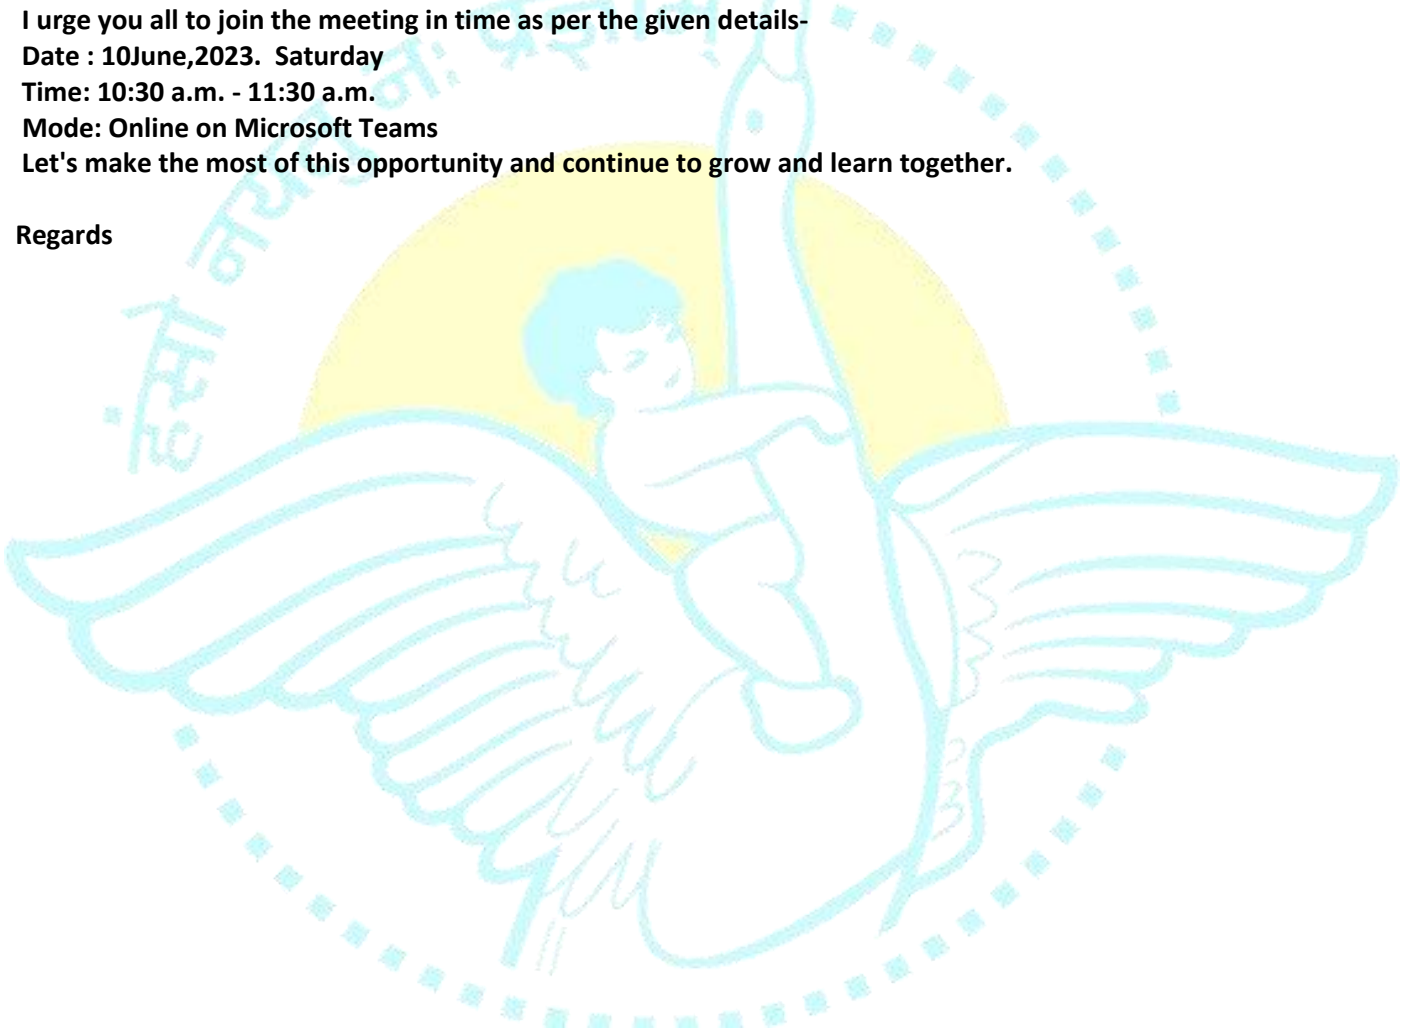 I urge you all to join the meeting in time as per the given details-
Date : 10June,2023.  Saturday
Time: 10:30 a.m. - 11:30 a.m.
Mode: Online on Microsoft Teams
Let's make the most of this opportunity and continue to grow and learn together.
Regards
हंसो नयतु नः